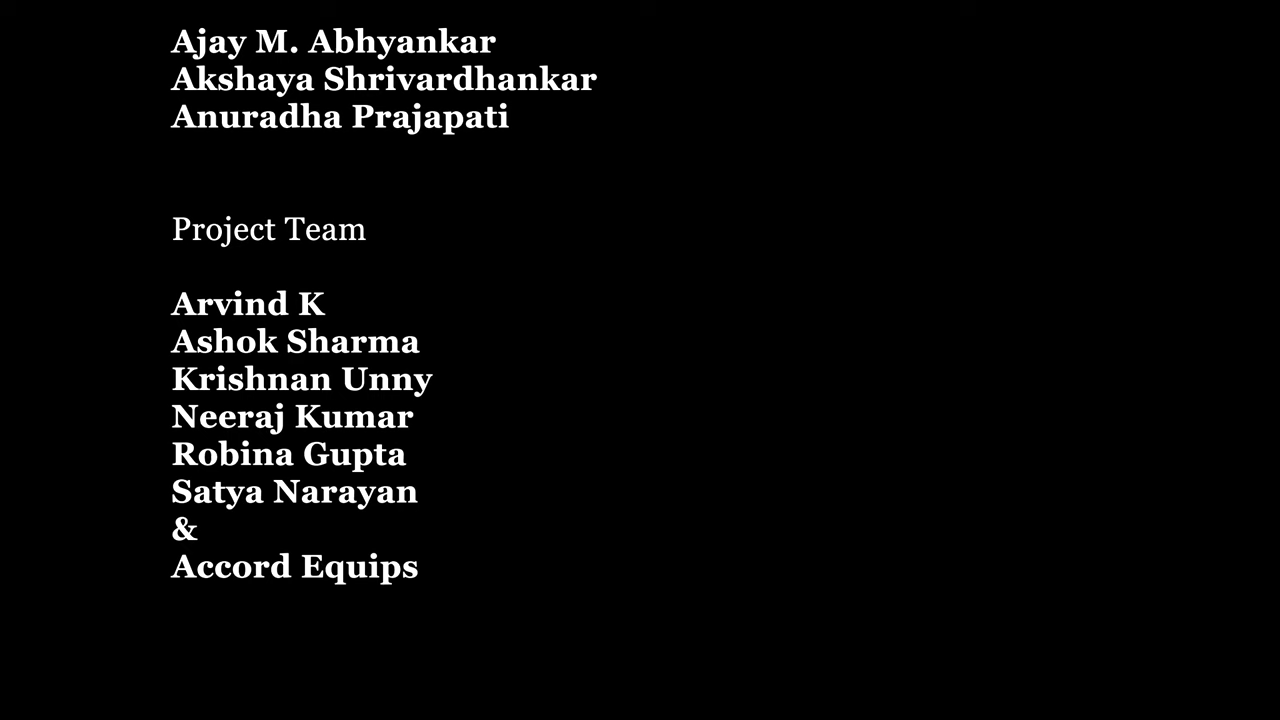 Ajay M. Abhyankar
Akshaya Shrivardhankar
Anuradha Prajapati
Project Team
Arvind K
Ashok Sharma
Krishnan Unny
Neeraj Kumar
Robina Gupta
Satya Narayan
&
Accord Equips